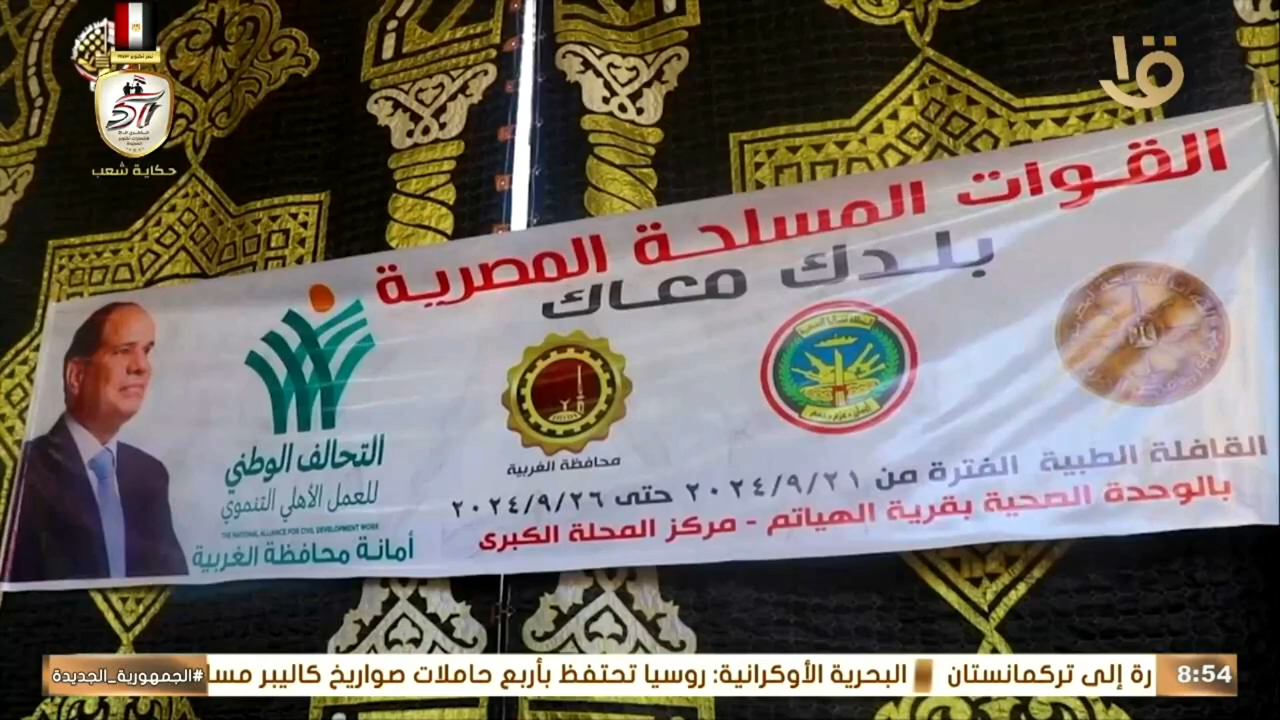 نصر أكتوبر ١٩٧٣
حكاية شعب
القوات المسلحة المصرية
بلدك معاك
محافظة الغربية
التحالف الوطني
للعمل الأهلي التنموي
THE NATIONAL ALLIANCE FOR CIVIL DEVELOPMENT WORK
أمانة محافظة الغربية
القافلة الطبية الفترة من ٢٠٢٤/٩/٢١ حتى ٢٠٢٤/٩/٢٦
بالوحدة الصحية بقرية الهياتم - مركز المحلة الكبرى
8:54
رة إلى تركمانستان
البحرية الأوكرانية: روسيا تحتفظ بأربع حاملات صواريخ كاليبر مسا
#الجمهورية_الجديدة